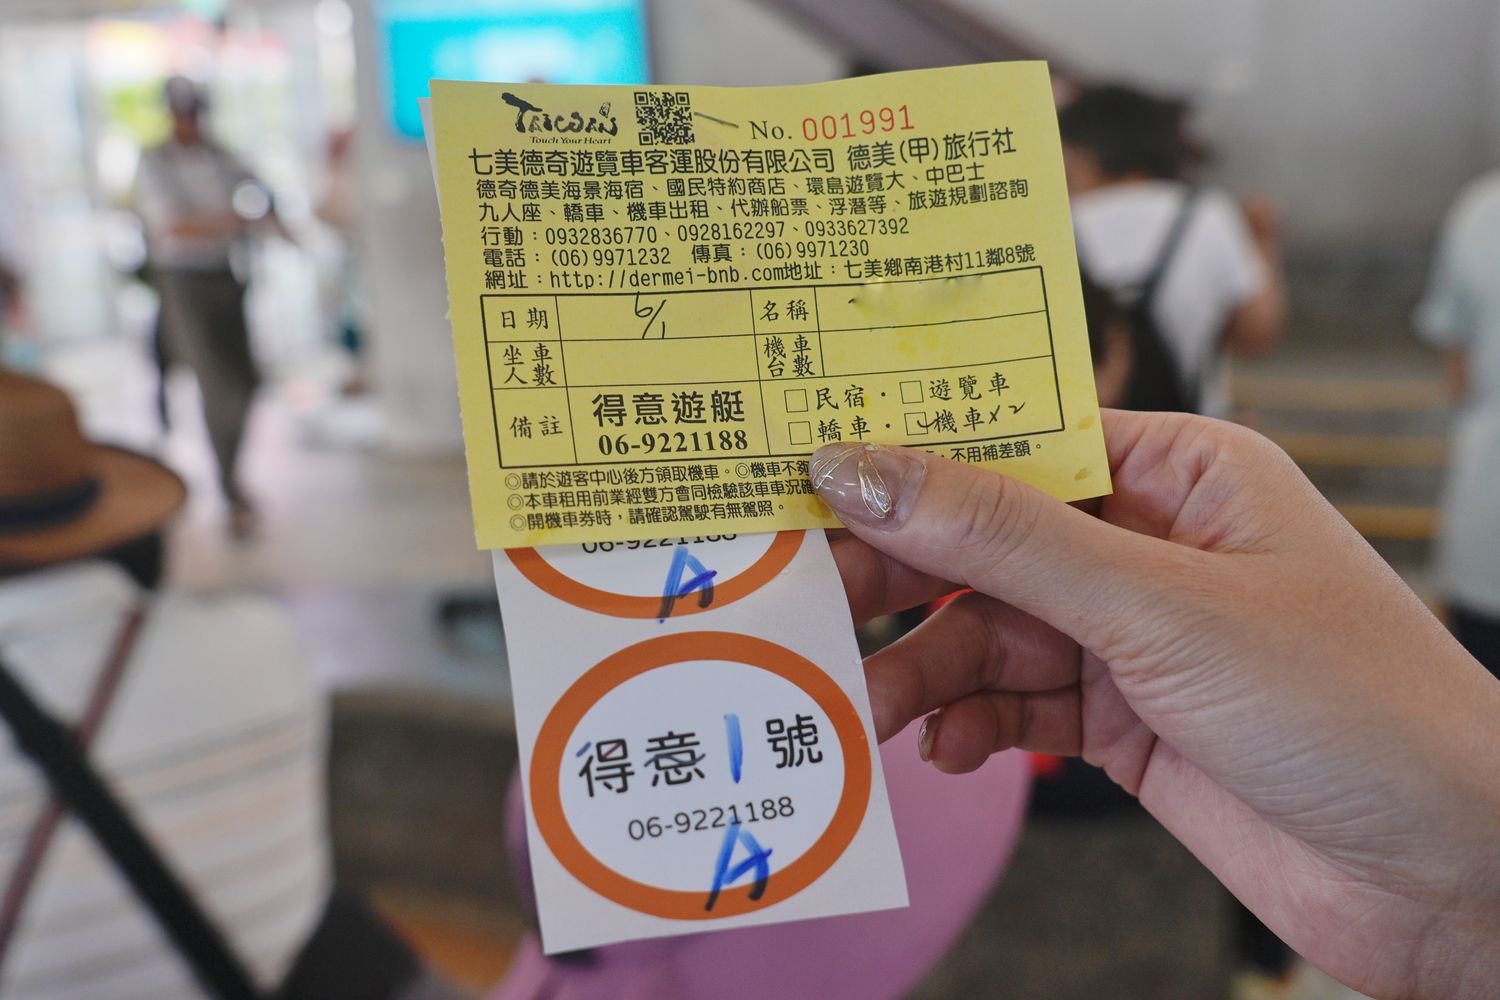 TAIWAN
Touch Your Heart
No. 001991
七美德奇遊覽車客運股份有限公司 德美(甲)旅行社
德奇德美海景海宿、國民特約商店、環島遊覽大、中巴士
九人座、轎車、機車出租、代辦船票、浮潛等、旅遊規劃諮詢
行動：0932836770、0928162297、0933627392
電話：(06)9971232 傳真：(06)9971230
網址：http://dermei-bnb.com地址：七美鄉南港村11鄰8號
日期 6/1 名稱
坐車人數 機車台數
備註 得意遊艇 06-9221188 □民宿・□遊覽車
□轎車・□機車x2
◎請於遊客中心後方領取機車。◎機車不夠 不用補差額。
◎本車租用前業經雙方會同檢驗該車車況確
◎開機車券時，請確認駕駛有無駕照。
06-9221188
A
得意1號
06-9221188
A